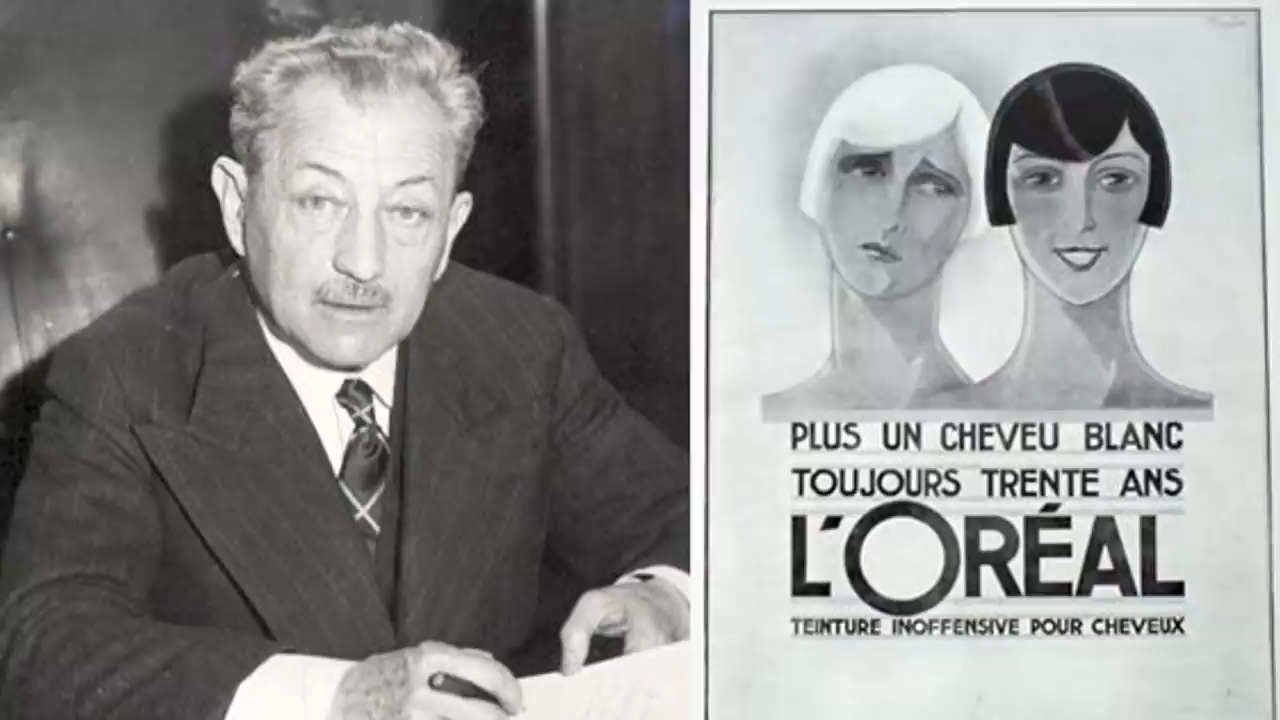 PLUS UN CHEVEU BLANC
TOUJOURS TRENTE ANS
L'ORÉAL
TEINTURE INOFFENSIVE POUR CHEVEUX